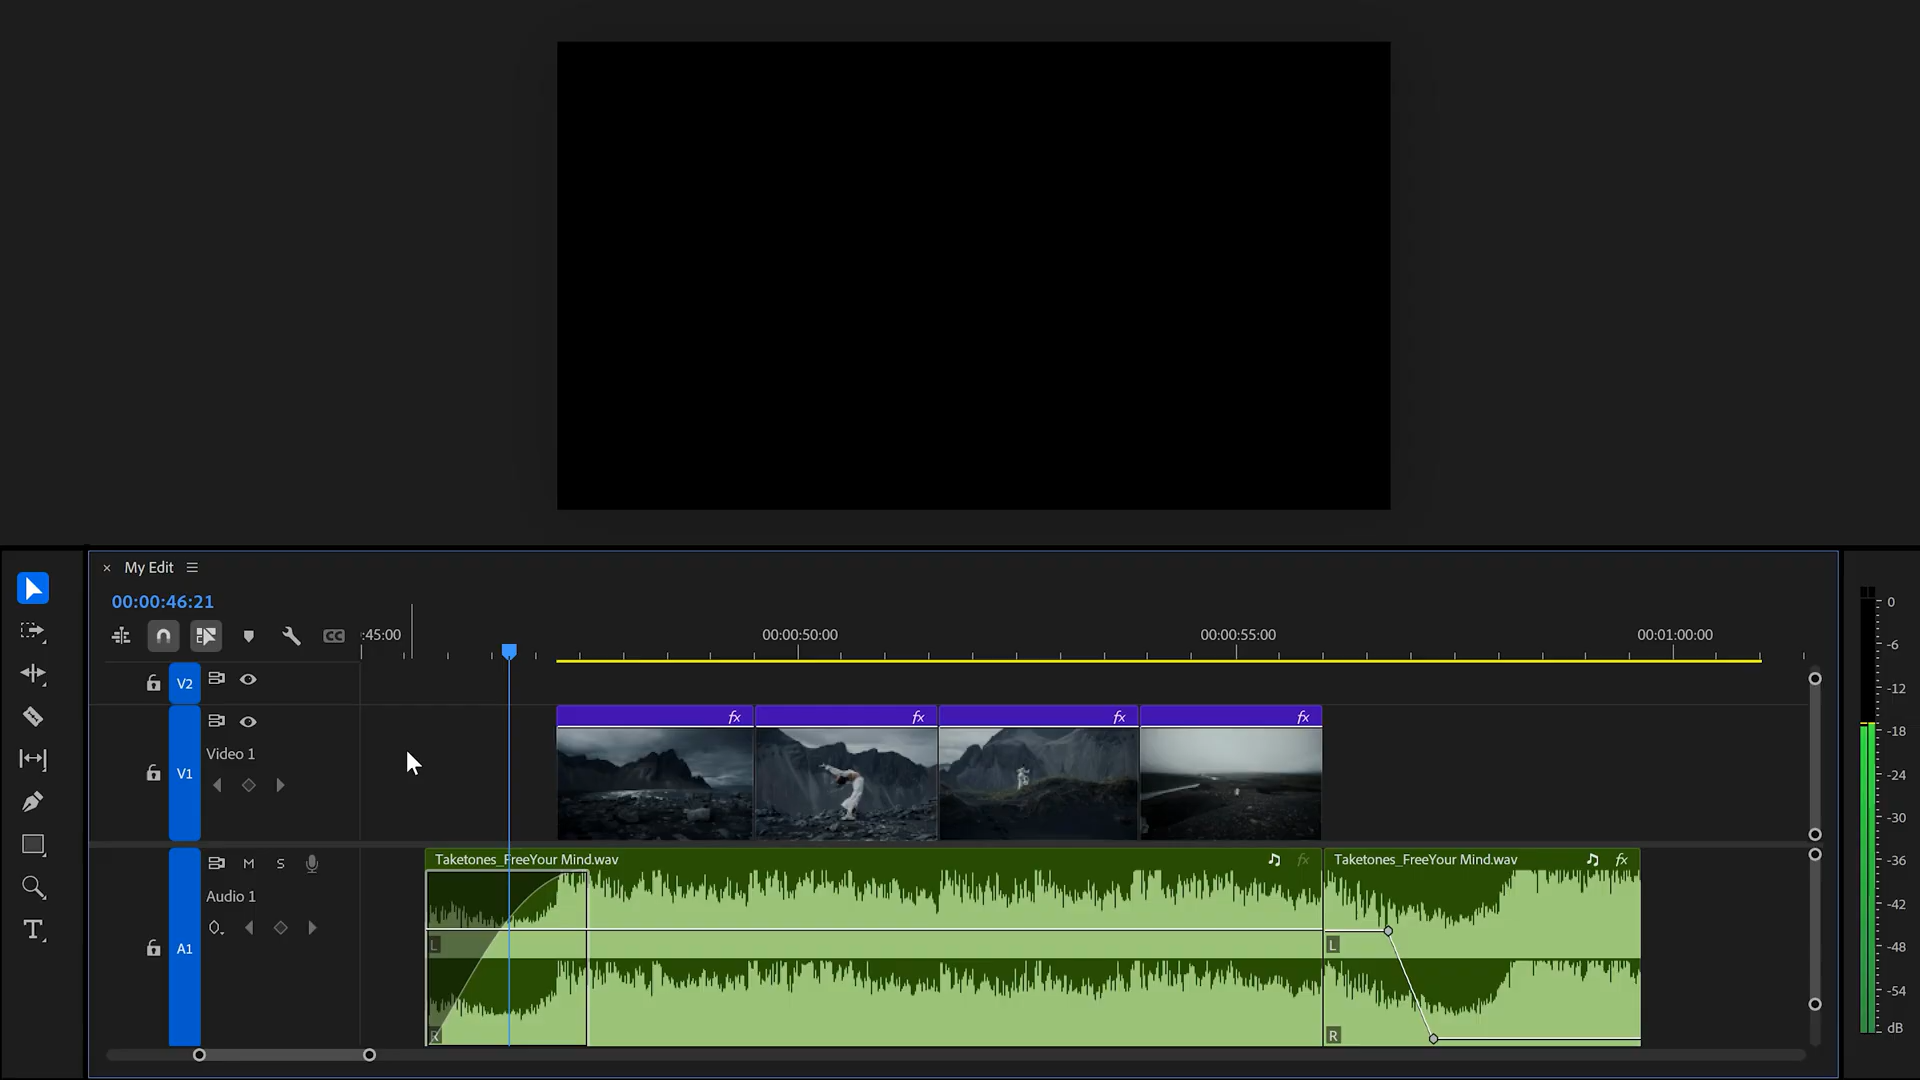 × My Edit ≡
00:00:46:21
CC :45:00 00:00:50:00 00:00:55:00 00:01:00:00
V2
fx fx fx fx
Video 1
V1
Taketones_FreeYour Mind.wav fx Taketones_FreeYour Mind.wav fx
M S
Audio 1
A1
L L
R R
T
0
-6
-12
-18
-24
-30
-36
-42
-48
-54
dB